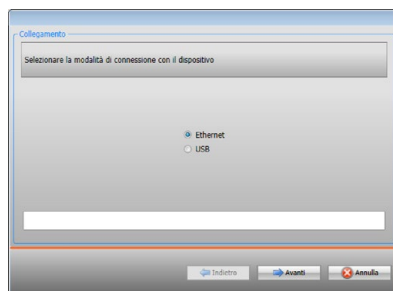 Collegamento
Selezionare la modalità di connessione con il dispositivo
Ethernet
USB
Indietro
Avanti
Annulla